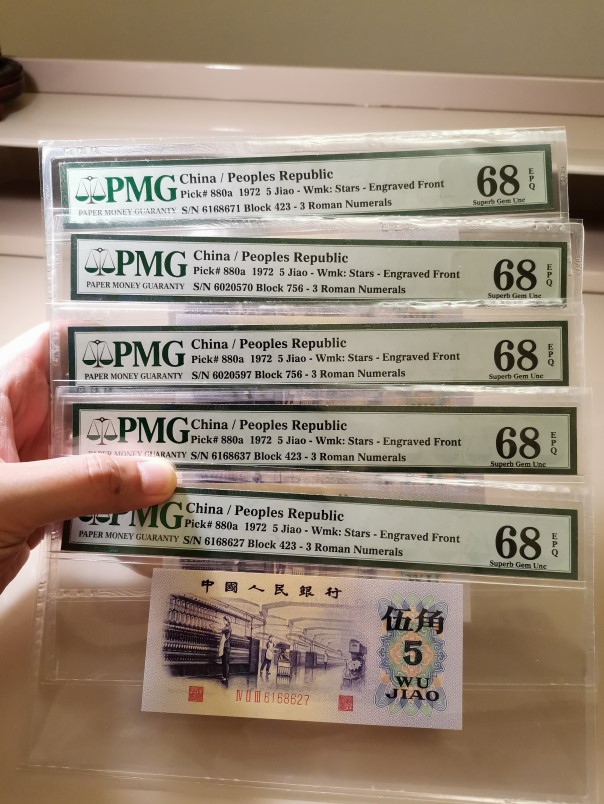 PMG
PAPER MONEY GUARANTY
China / Peoples Republic
Pick# 880a 1972 5 Jiao - Wmk: Stars - Engraved Front
S/N 6168671 Block 423 - 3 Roman Numerals
68
EPQ
Superb Gem Unc
PMG
PAPER MONEY GUARANTY
China / Peoples Republic
Pick# 880a 1972 5 Jiao - Wmk: Stars - Engraved Front
S/N 6020570 Block 756 - 3 Roman Numerals
68
EPQ
Superb Gem Unc
PMG
PAPER MONEY GUARANTY
China / Peoples Republic
Pick# 880a 1972 5 Jiao - Wmk: Stars - Engraved Front
S/N 6020597 Block 756 - 3 Roman Numerals
68
EPQ
Superb Gem Unc
PMG
China / Peoples Republic
Pick# 880a 1972 5 Jiao - Wmk: Stars - Engraved Front
S/N 6168637 Block 423 - 3 Roman Numerals
68
EPQ
Superb Gem Unc
PMG
PAPER MONEY GUARANTY
China / Peoples Republic
Pick# 880a 1972 5 Jiao - Wmk: Stars - Engraved Front
S/N 6168627 Block 423 - 3 Roman Numerals
68
EPQ
Superb Gem Unc
中國人民銀行
伍角
5
WU
JIAO
IV II III 6168627